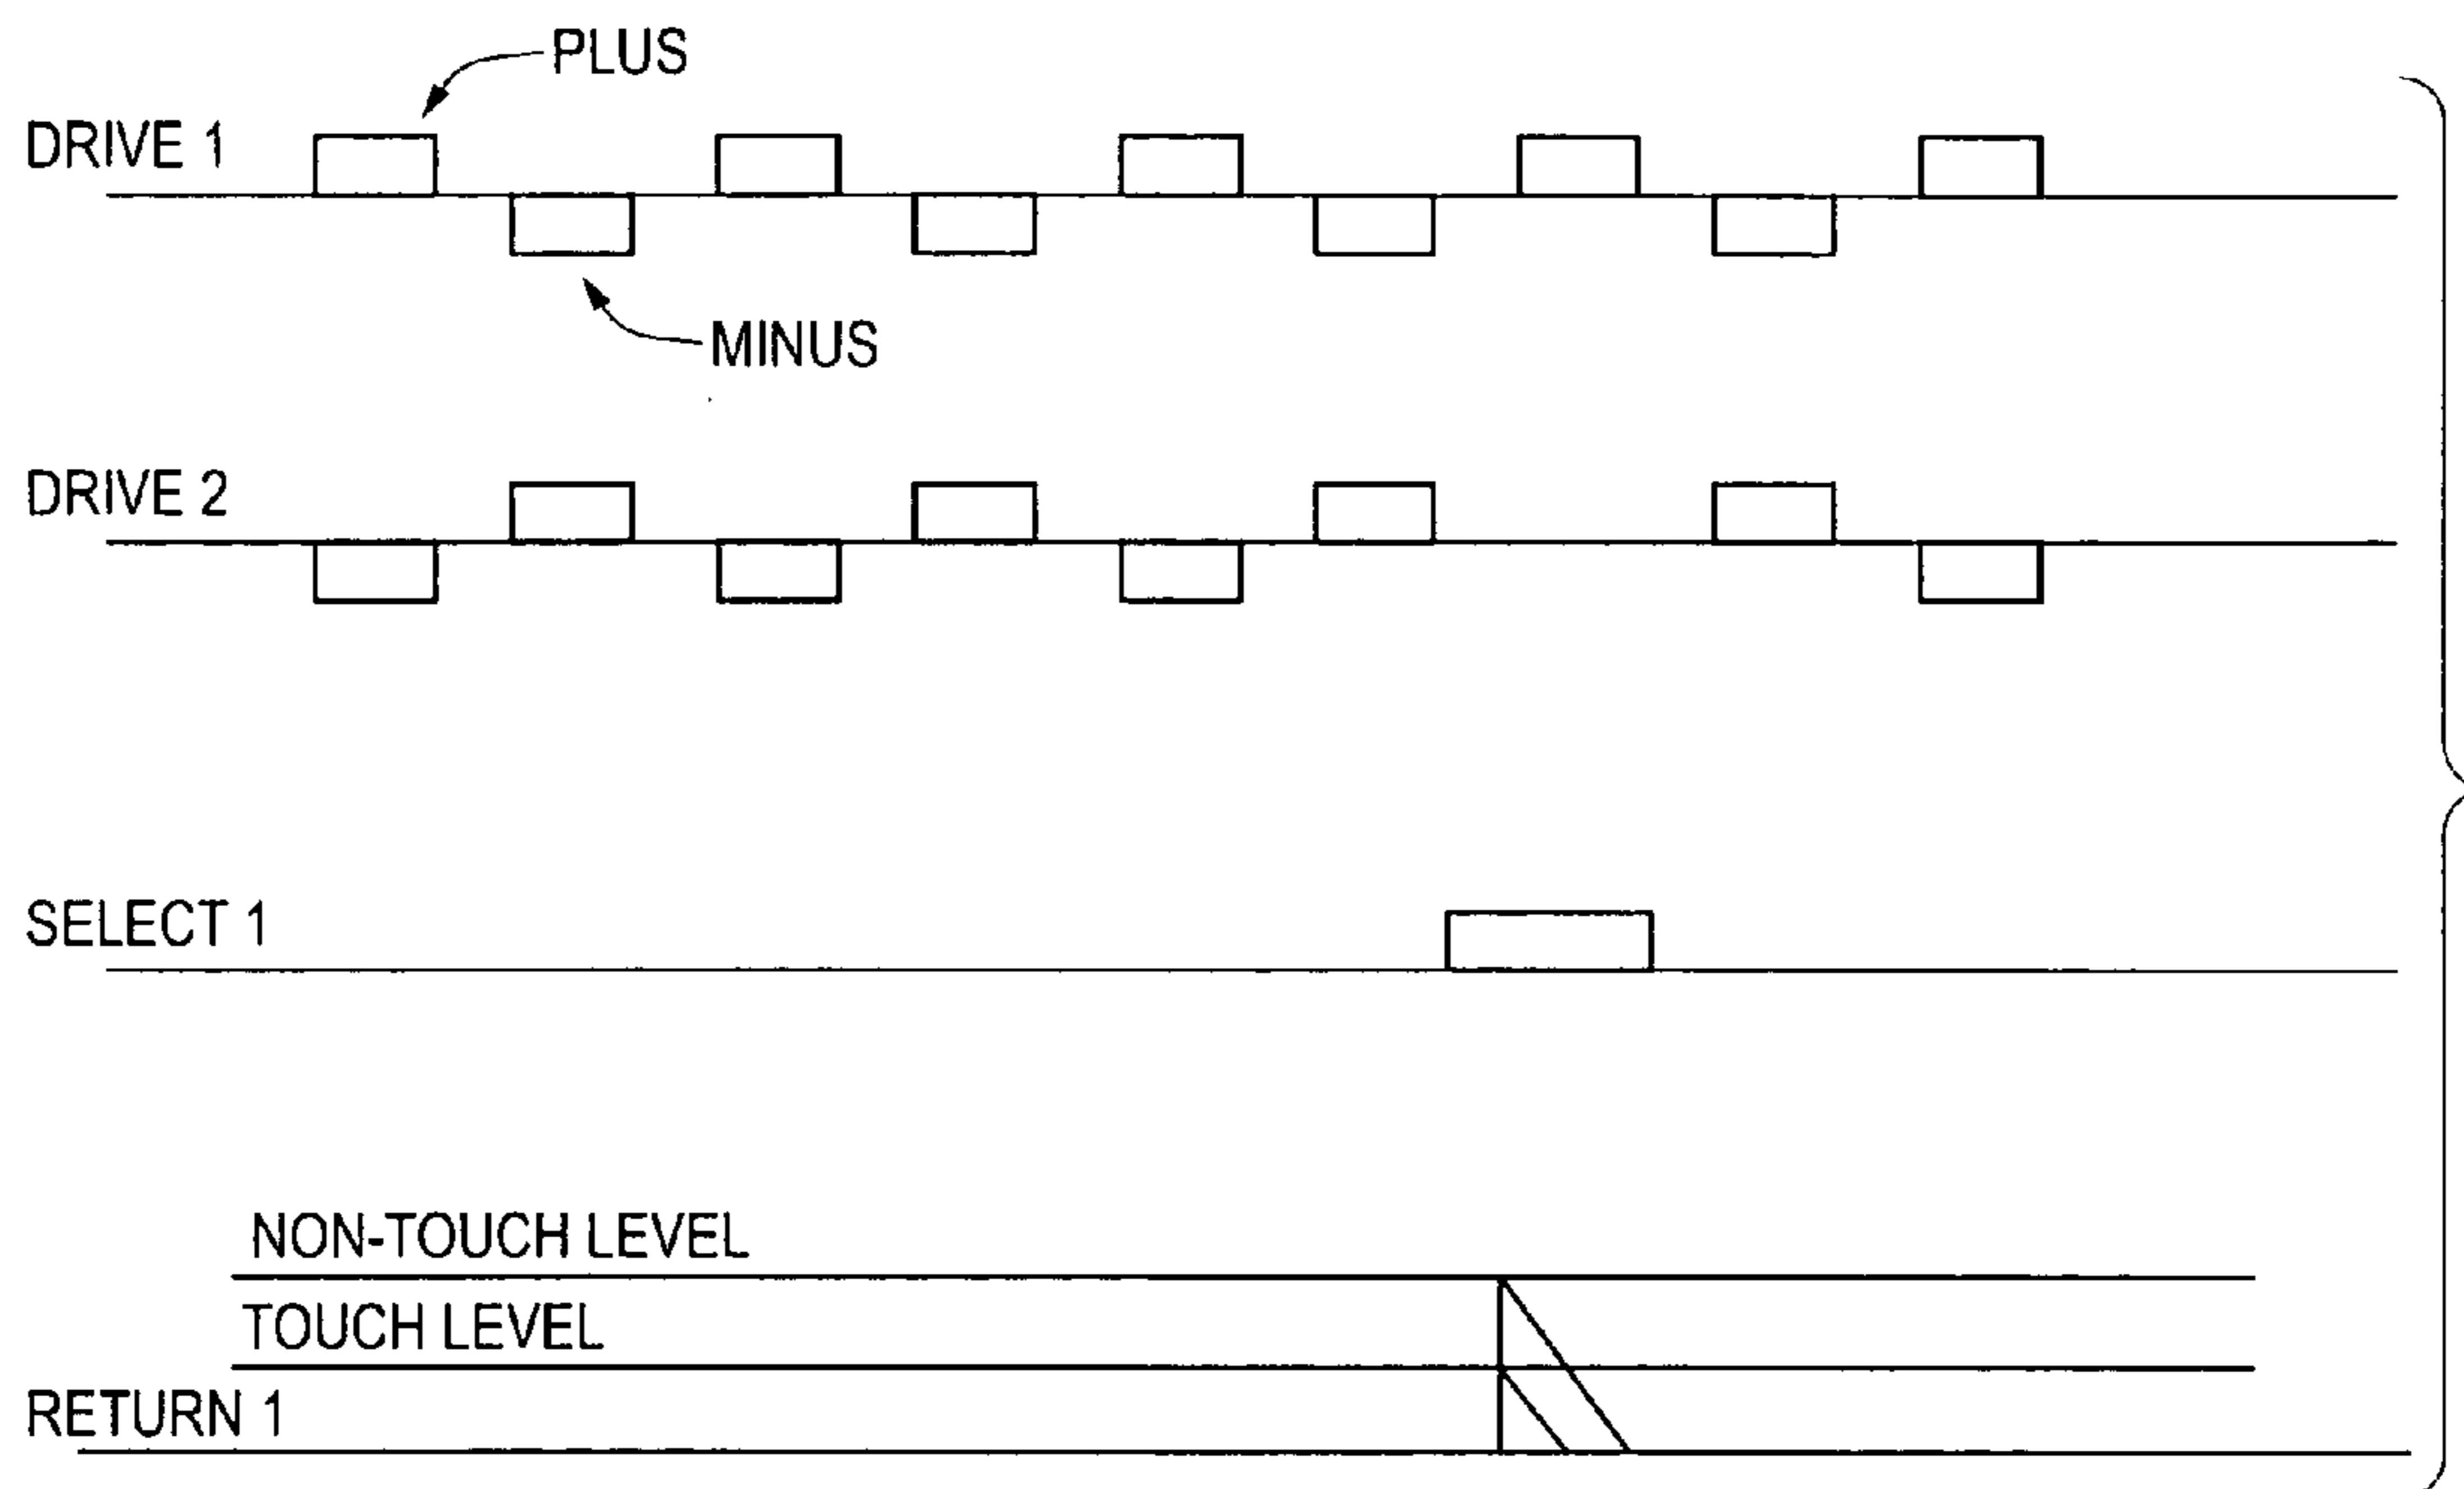 PLUS
DRIVE 1
MINUS
DRIVE 2
SELECT 1
NON-TOUCH LEVEL
TOUCH LEVEL
RETURN 1